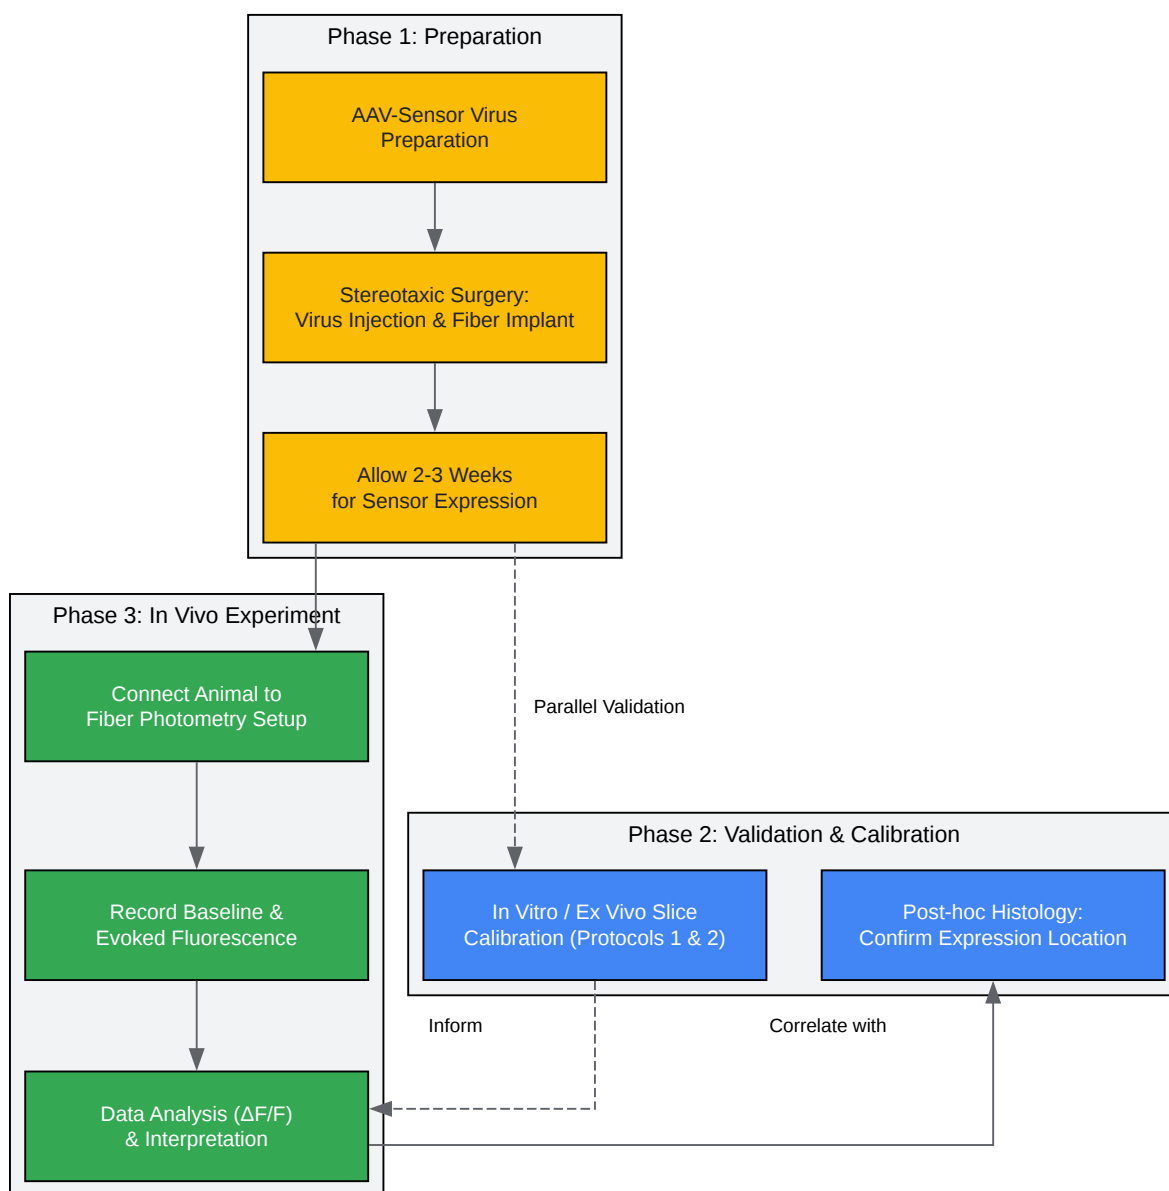 Phase 1: Preparation
AAV-Sensor Virus
Preparation
Stereotaxic Surgery:
Virus Injection & Fiber Implant
Allow 2-3 Weeks
for Sensor Expression
Phase 3: In Vivo Experiment
Connect Animal to
Fiber Photometry Setup
Parallel Validation
Phase 2: Validation & Calibration
Record Baseline &
Evoked Fluorescence
In Vitro / Ex Vivo Slice
Calibration (Protocols 1 & 2)
Post-hoc Histology:
Confirm Expression Location
Inform
Correlate with
Data Analysis (ΔF/F)
& Interpretation